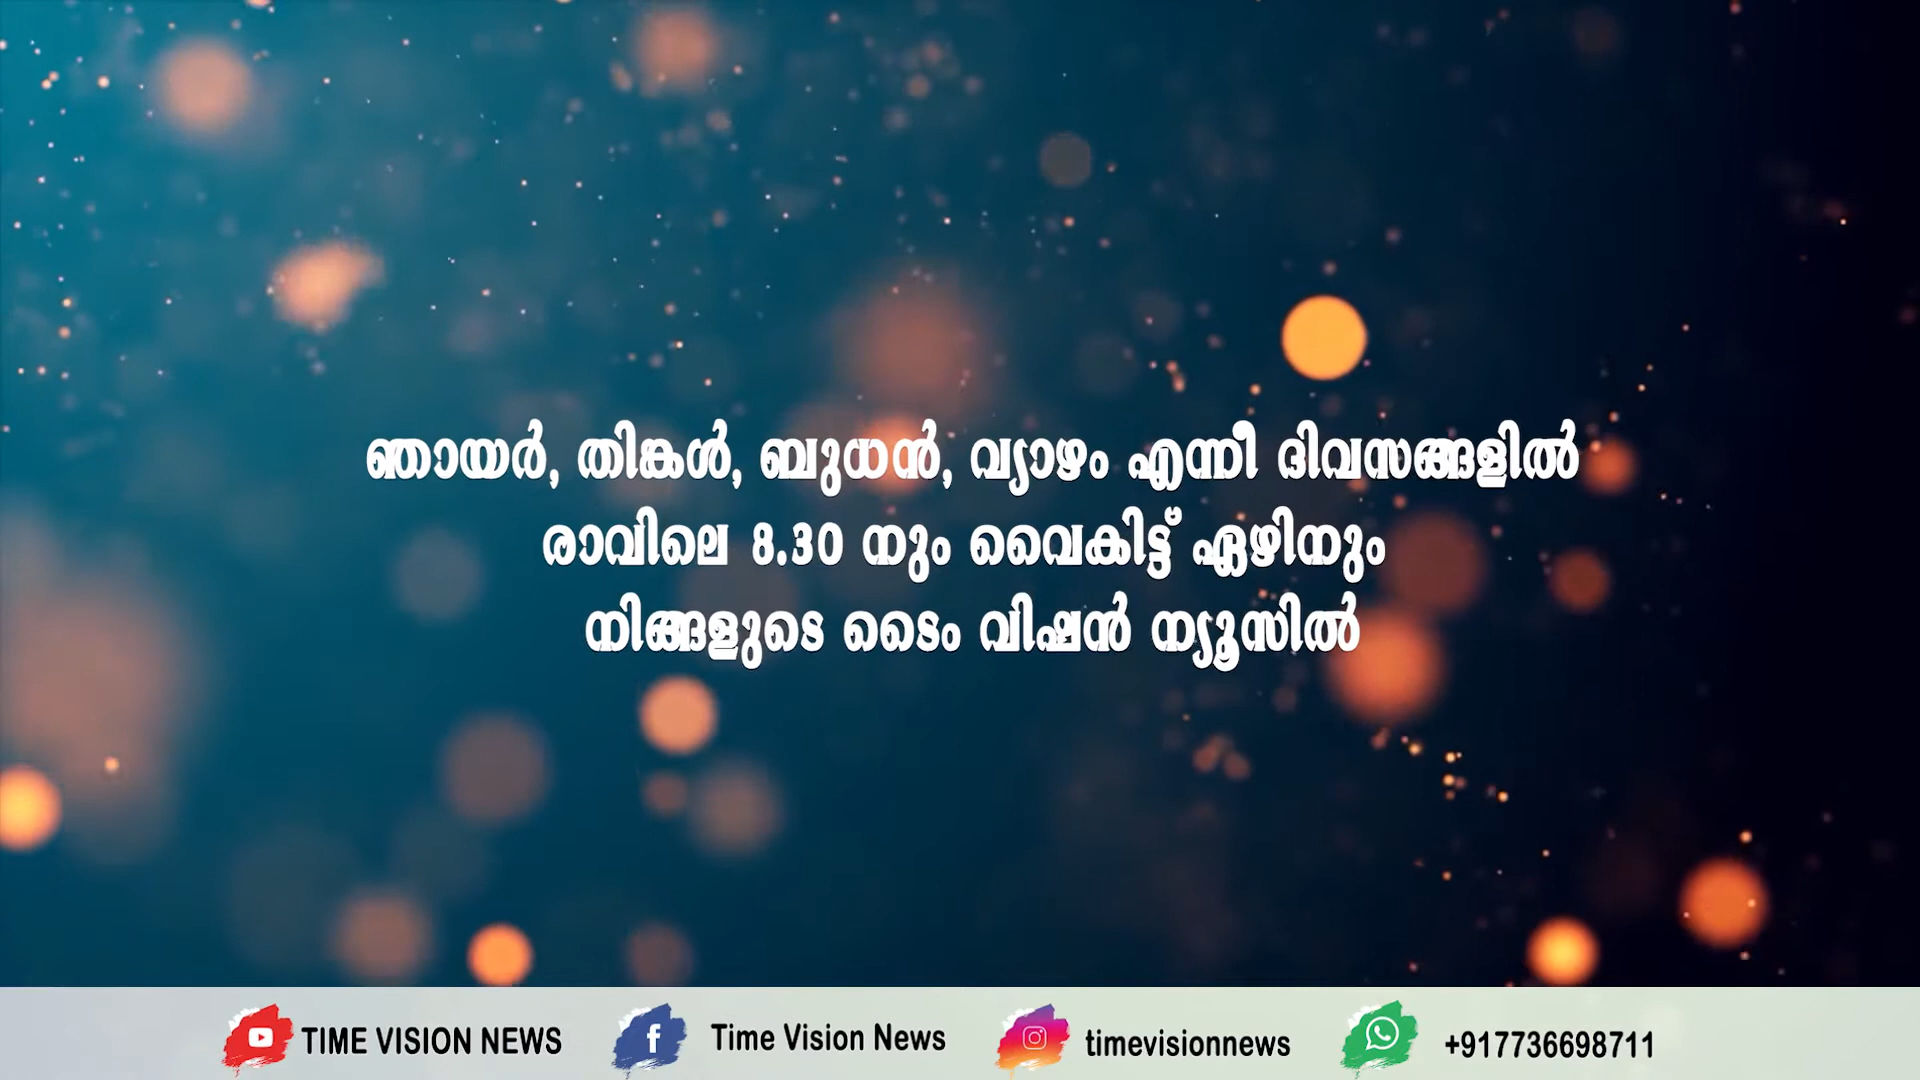 ഞായർ, തിങ്കൾ, ബുധൻ, വ്യാഴം എന്നീ ദിവസങ്ങളിൽ
രാവിലെ 8.30 നും വൈകിട്ട് ഏഴിനും
നിങ്ങളുടെ ടൈം വിഷൻ ന്യൂസിൽ
TIME VISION NEWS
Time Vision News
timevisionnews
+917736698711